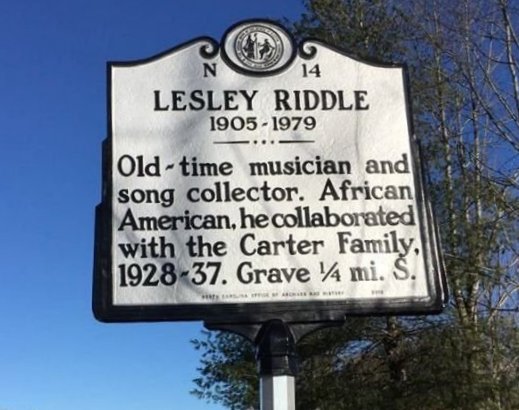 N 14
LESLEY RIDDLE
1905-1979
Old-time musician and
song collector. African
American, he collaborated
with the Carter Family,
1928-37. Grave ¼ mi. S.
NORTH CAROLINA OFFICE OF ARCHIVES AND HISTORY